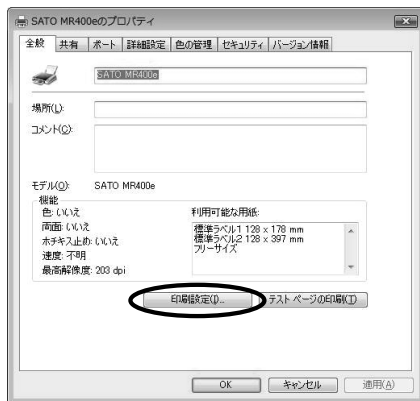 SATO MR400eのプロパティ
全般 共有 ポート 詳細設定 色の管理 セキュリティ バージョン情報
SATO MR400e
場所(L):
コメント(C):
モデル(O): SATO MR400e
機能
色: いいえ
両面: いいえ
ホチキス止め: いいえ
速度: 不明
最高解像度: 203 dpi
利用可能な用紙:
標準ラベル1 128 x 178 mm
標準ラベル2 128 x 397 mm
フリーサイズ
印刷設定(I)... テスト ページの印刷(T)
OK キャンセル 適用(A)